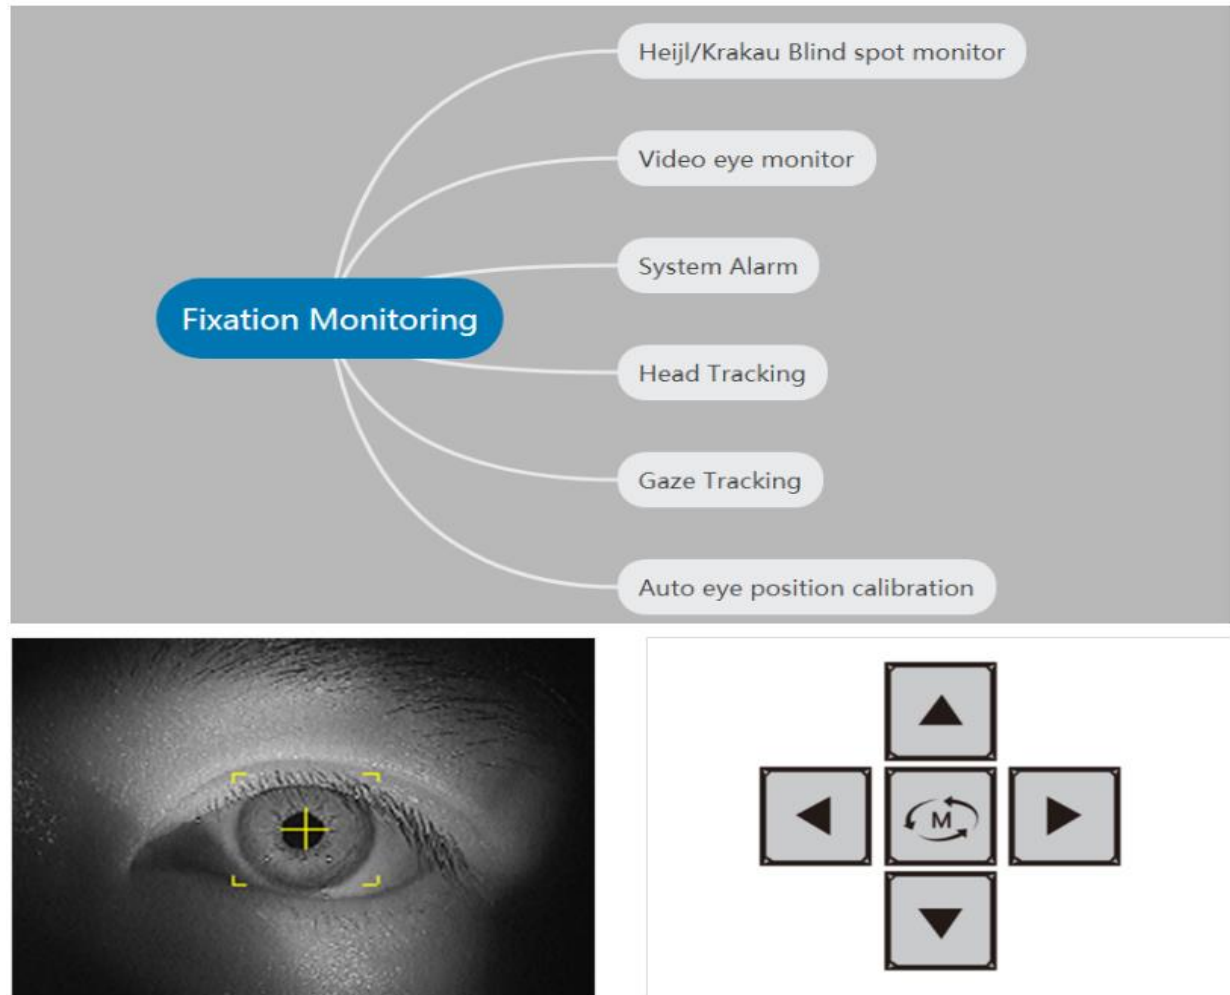 Heijl/Krakau Blind spot monitor
Video eye monitor
System Alarm
Fixation Monitoring
Head Tracking
Gaze Tracking
Auto eye position calibration
M